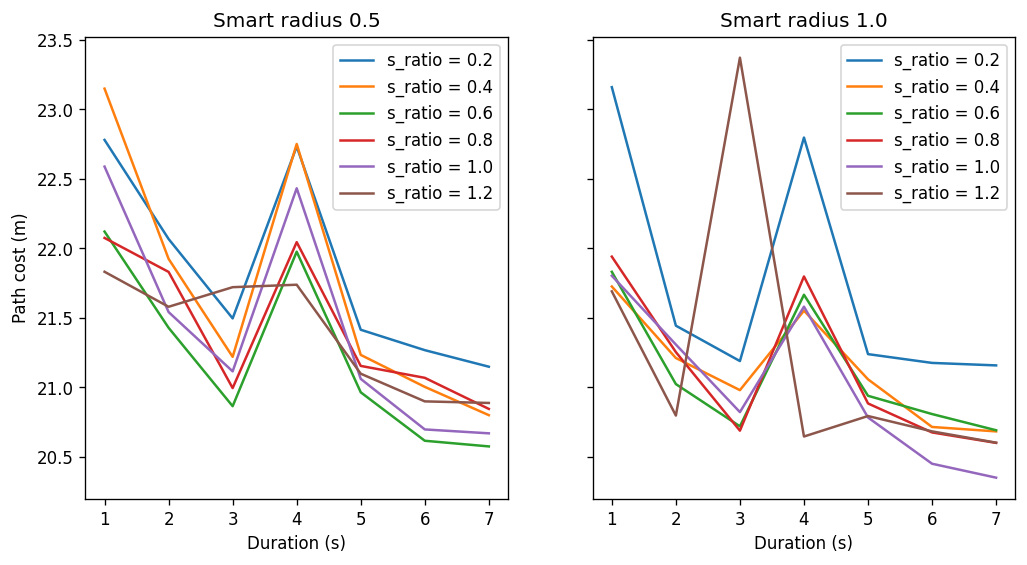 Smart radius 0.5
23.5
23.0
22.5
22.0
21.5
21.0
20.5
Path cost (m)
s_ratio = 0.2
s_ratio = 0.4
s_ratio = 0.6
s_ratio = 0.8
s_ratio = 1.0
s_ratio = 1.2
1 2 3 4 5 6 7
Duration (s)
Smart radius 1.0
s_ratio = 0.2
s_ratio = 0.4
s_ratio = 0.6
s_ratio = 0.8
s_ratio = 1.0
s_ratio = 1.2
1 2 3 4 5 6 7
Duration (s)